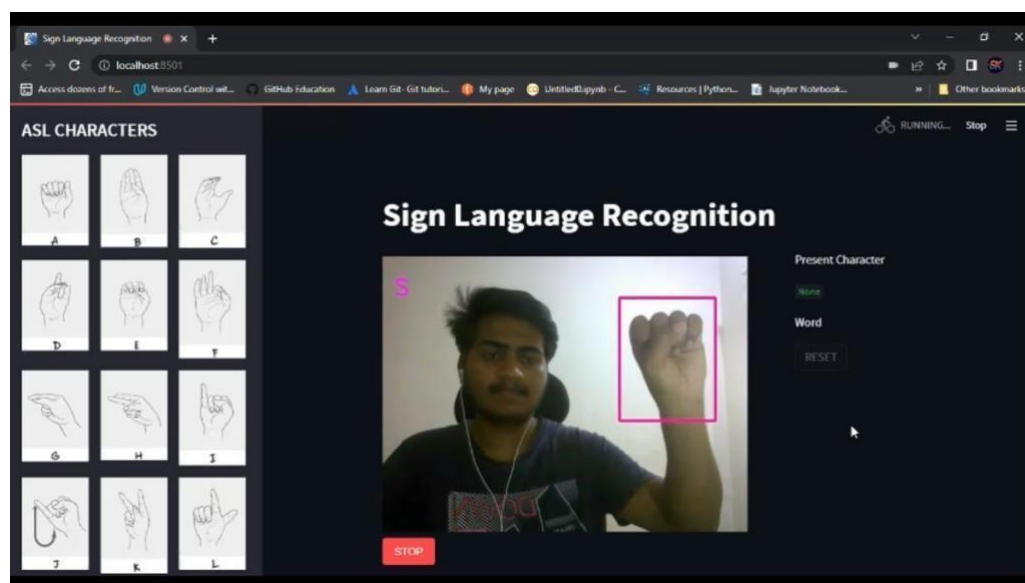 Sign Language Recognition
localhost:8501
Access dozens of fr...
Version Control wit...
GitHub Education
Learn Git- Git tutori...
My page
Untitled0.ipynb - C...
Resources | Python...
Jupyter Notebook...
»
Other bookmarks
SK
RUNNING...
Stop
ASL CHARACTERS
A
B
C
D
E
F
G
H
I
J
K
L
Sign Language Recognition
S
Present Character
None
Word
RESET
STOP